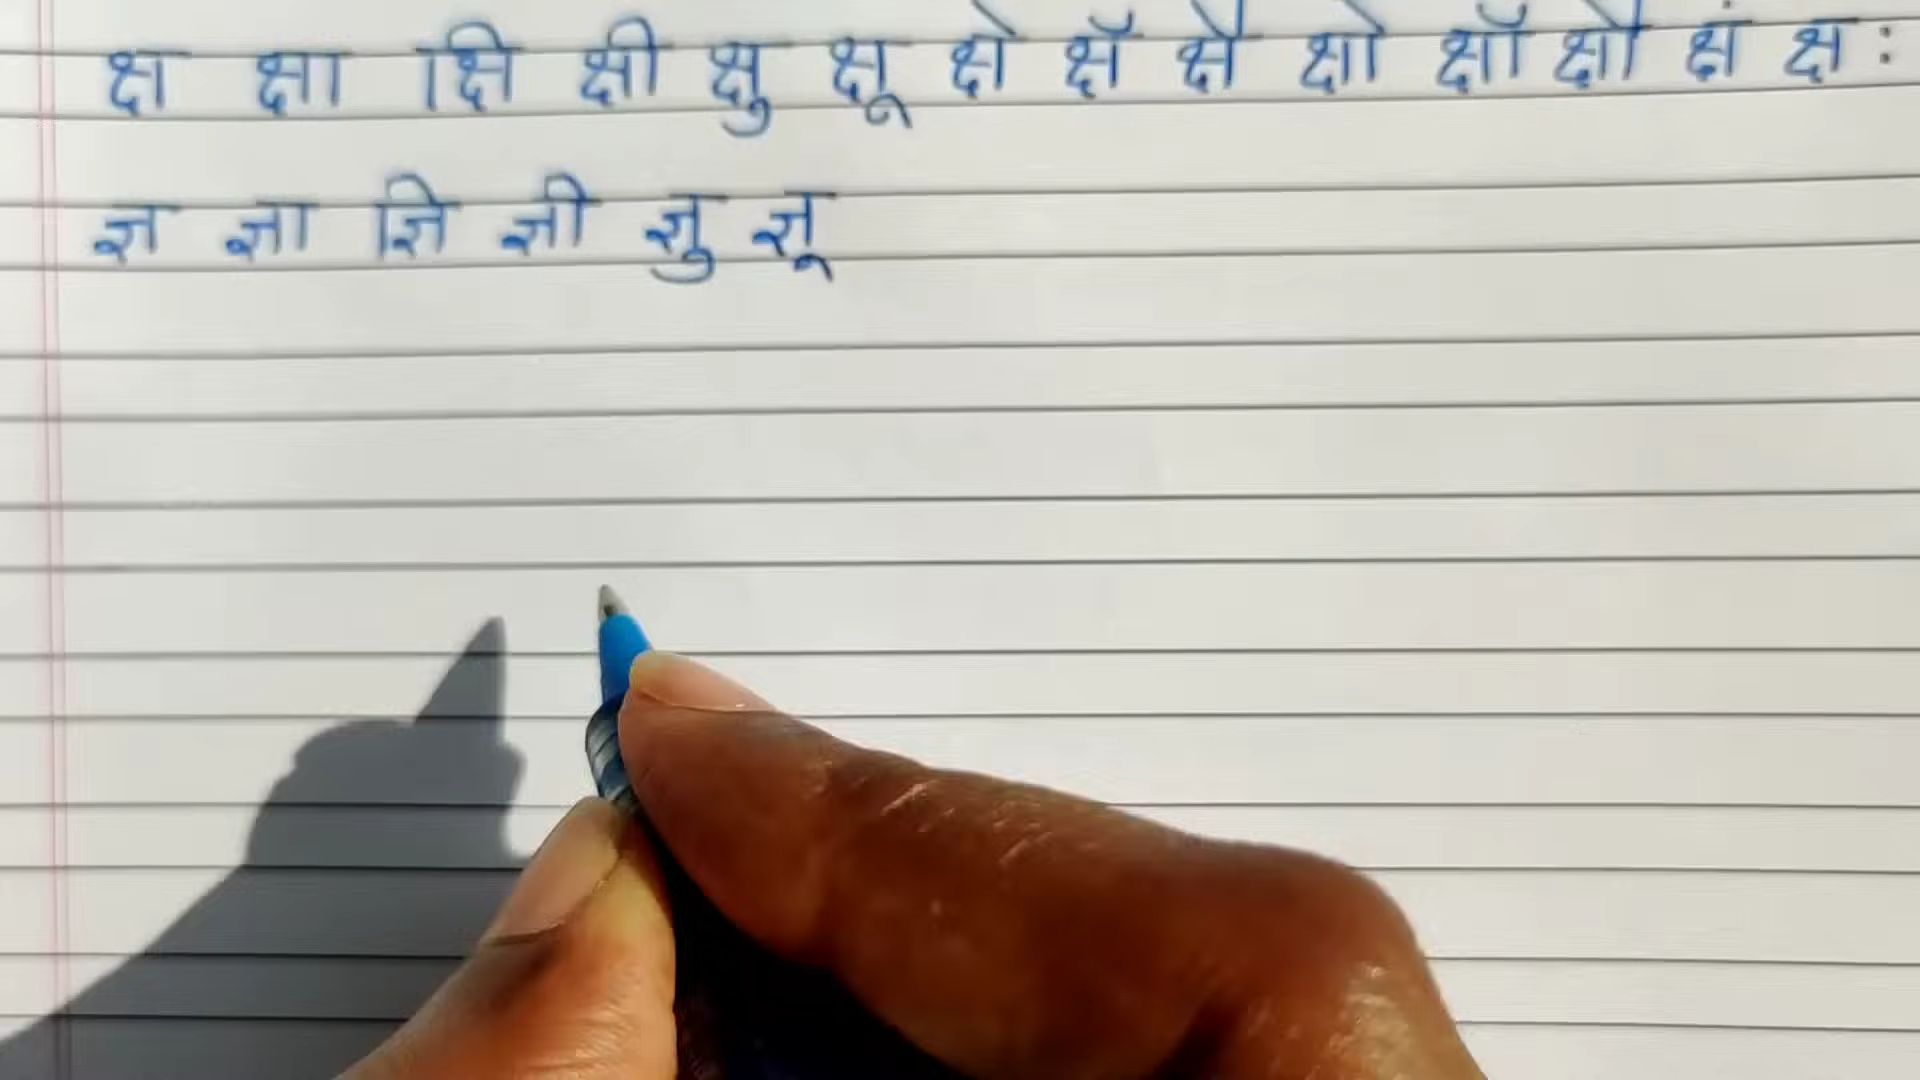 क्ष क्षा क्षि क्षी क्षु क्षू क्षे क्षॅ क्षै क्षो क्षॉ क्षौ क्षं क्षः
ज्ञ ज्ञा ज्ञि ज्ञी ज्ञु ज्ञू